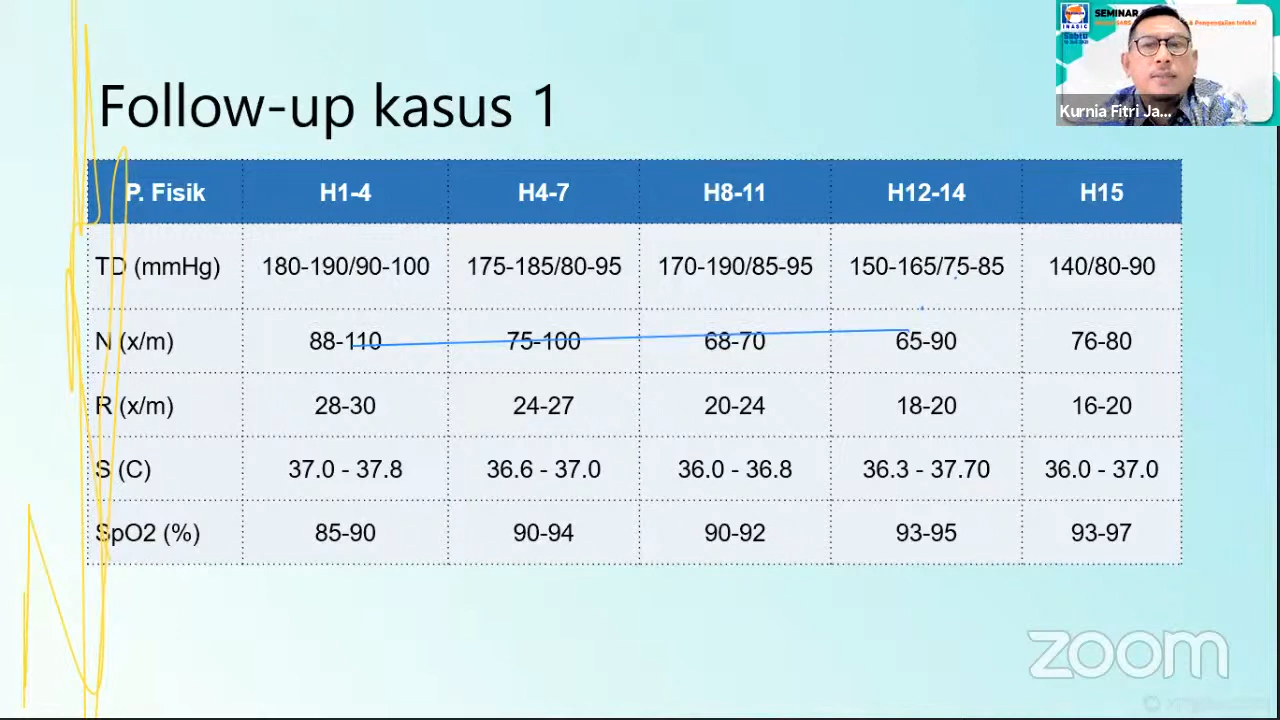 SEMINAR
& Pengendalian Infeksi
INASIC
Sabtu
Kurnia Fitri Ja...
Follow-up kasus 1
P. Fisik H1-4 H4-7 H8-11 H12-14 H15
TD (mmHg) 180-190/90-100 175-185/80-95 170-190/85-95 150-165/75-85 140/80-90
N (x/m) 88-110 75-100 68-70 65-90 76-80
R (x/m) 28-30 24-27 20-24 18-20 16-20
S (C) 37.0 - 37.8 36.6 - 37.0 36.0 - 36.8 36.3 - 37.70 36.0 - 37.0
SpO2 (%) 85-90 90-94 90-92 93-95 93-97
zoom